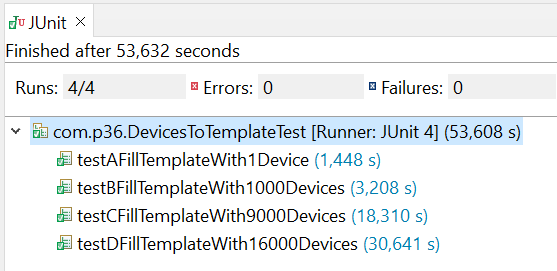 JUnit
Finished after 53,632 seconds
Runs: 4/4 Errors: 0 Failures: 0
com.p36.DevicesToTemplateTest [Runner: JUnit 4] (53,608 s)
testAFillTemplateWith1Device (1,448 s)
testBFillTemplateWith1000Devices (3,208 s)
testCFillTemplateWith9000Devices (18,310 s)
testDFillTemplateWith16000Devices (30,641 s)